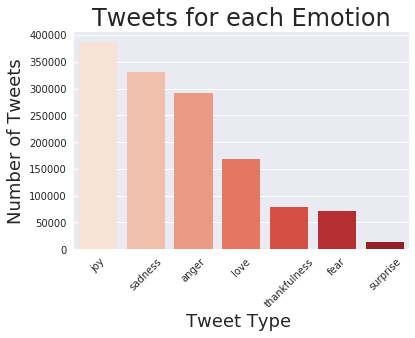 Tweets for each Emotion
Number of Tweets
400000
350000
300000
250000
200000
150000
100000
50000
0
joy
sadness
anger
love
thankfulness
fear
surprise
Tweet Type